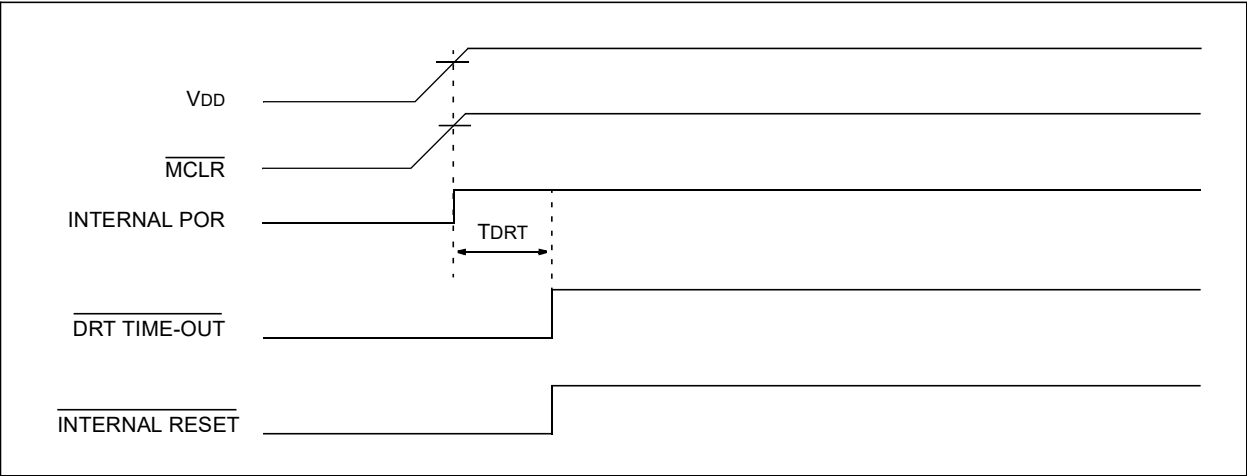 VDD
MCLR
INTERNAL POR
TDRT
DRT TIME-OUT
INTERNAL RESET